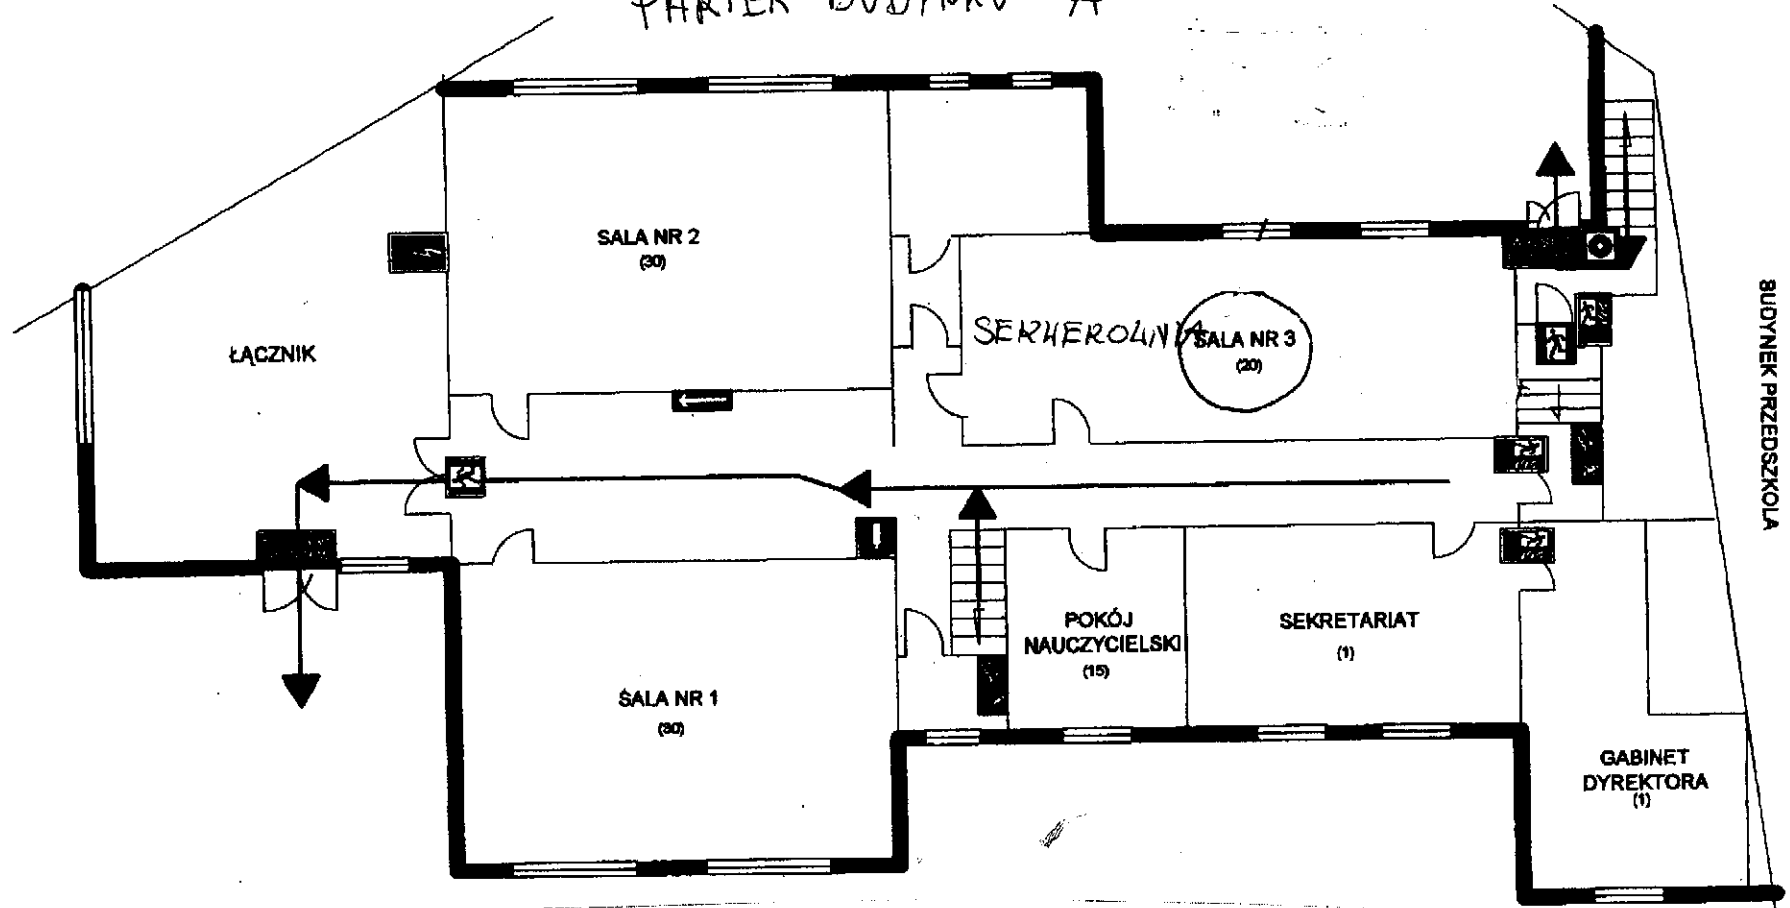 PARTER BUDYNKU A
SALA NR 2
(30)
ŁĄCZNIK
SERWEROWNIA
SALA NR 3
(20)
BUDYNEK PRZEDSZKOLA
POKÓJ
NAUCZYCIELSKI
(15)
SEKRETARIAT
(1)
SALA NR 1
(30)
GABINET
DYREKTORA
(1)